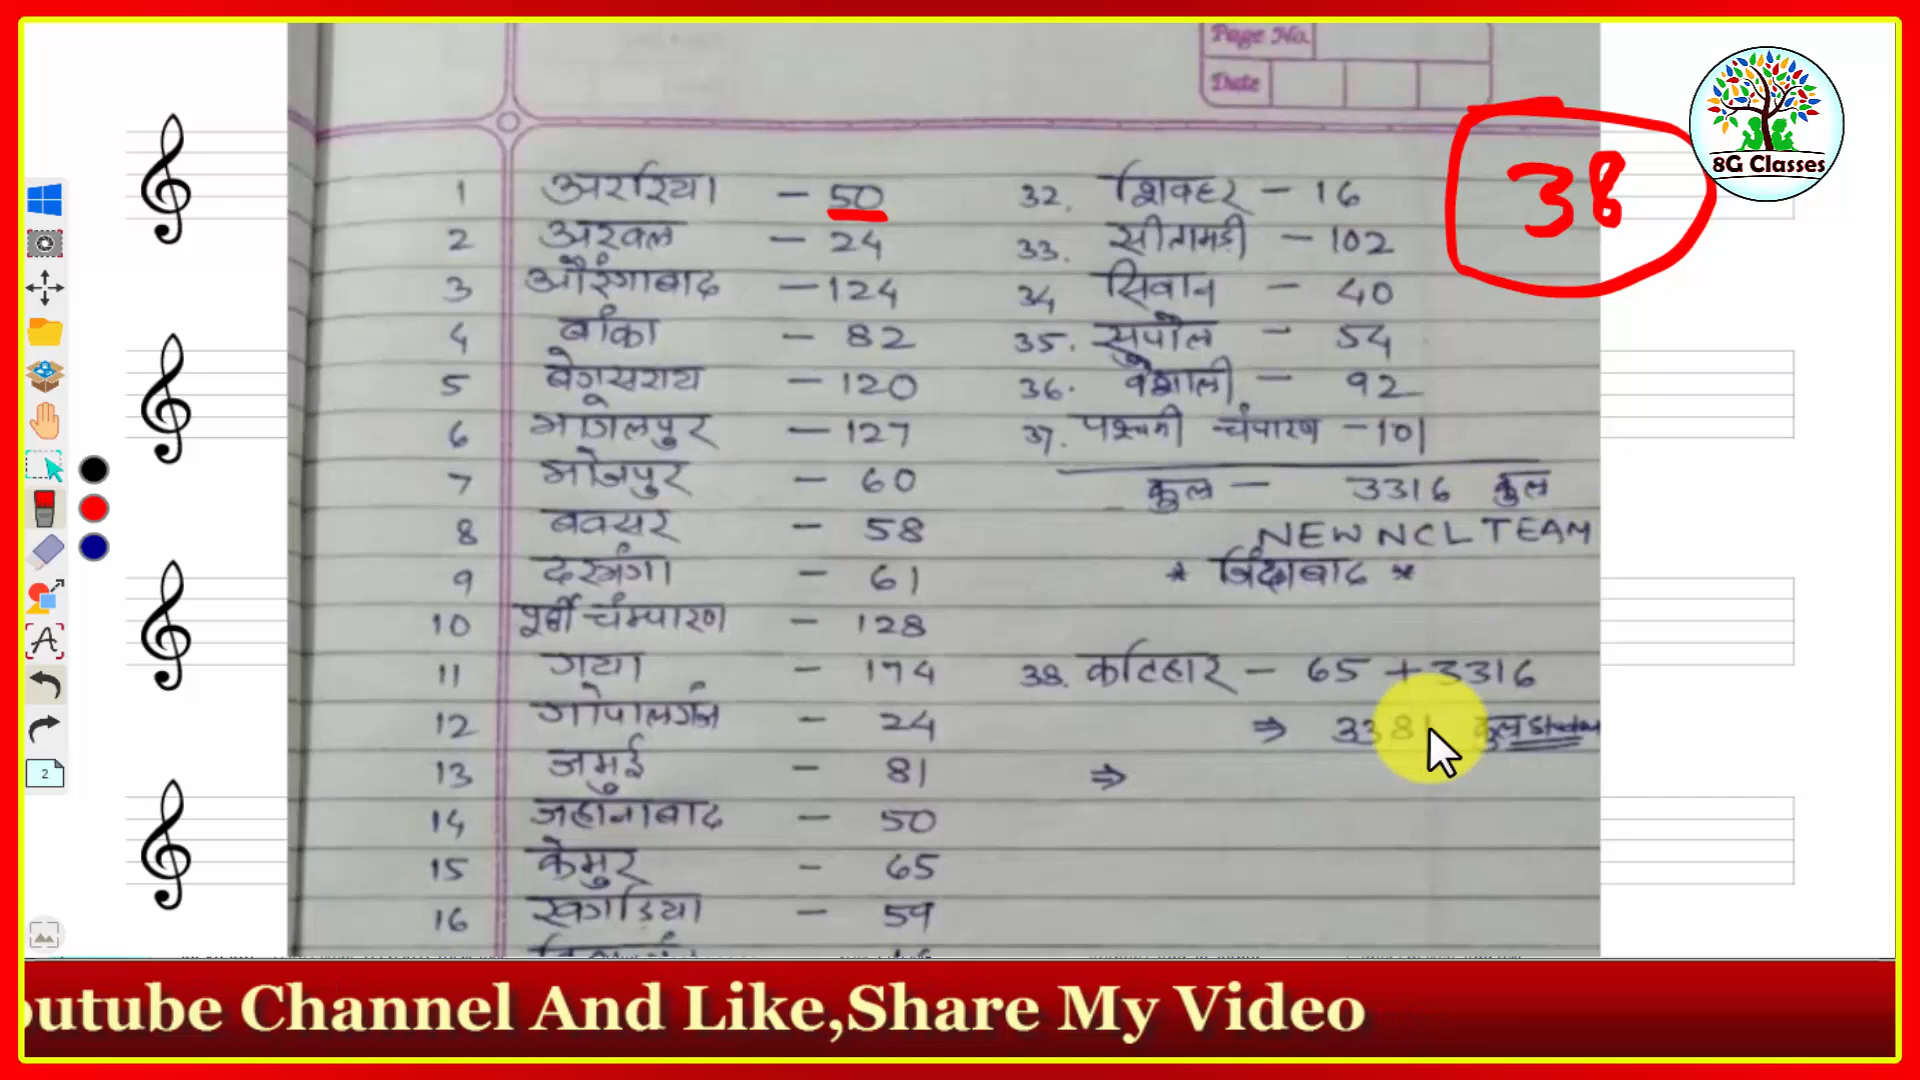 Page No.
Date
38
8G Classes
1 अररिया - 50
2 अरवल - 24
3 औरंगाबाद - 124
4 बांका - 82
5 बेगूसराय - 120
6 भागलपुर - 127
7 भोजपुर - 60
8 बक्सर - 58
9 दरभंगा - 61
10 पूर्वी चंम्पारण - 128
11 गया - 174
12 गोपालगंज - 24
13 जमुई - 81
14 जहानाबाद - 50
15 केमुर - 65
16 खगड़िया - 59
32. शिवहर - 16
33. सीतामढ़ी - 102
34 सिवान - 40
35. सुपौल - 54
36. वैशाली - 92
37. पश्चमी चंपारण - 101
कुल - 3316 कुल
NEW NCL TEAM
* जिंदाबाद *
38. कटिहार - 65 + 3316
⇒ 3381 कुल
⇒
2
outube Channel And Like,Share My Video